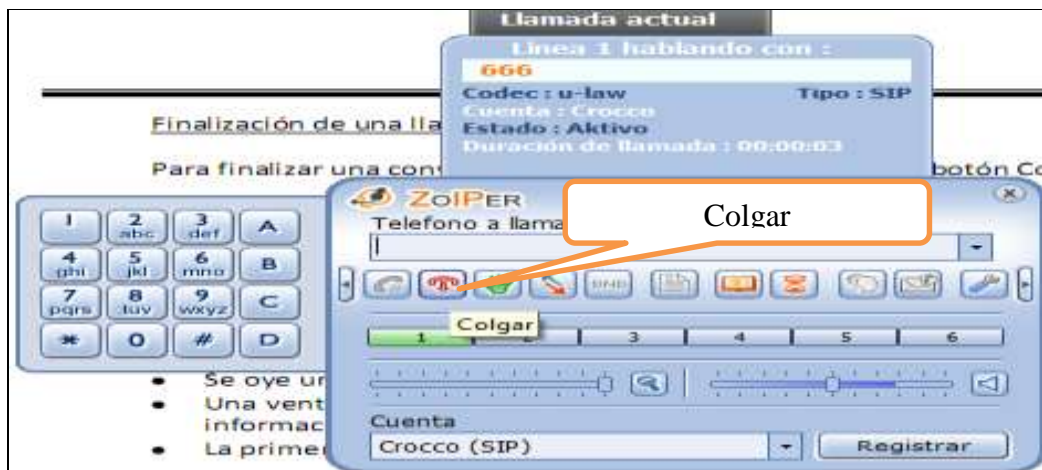 Llamada actual
Linea 1 hablando con :
666
Codec : u-law Tipo : SIP
Cuenta : Crocco
Estado : Aktivo
Duración de llamada : 00:00:03
Finalización de una lla
Para finalizar una con botón Co
ZOIPER
Telefono a llama
Colgar
1 2 abc 3 def A
4 ghi 5 jkl 6 mno B
7 pqrs 8 tuv 9 wxyz C
* 0 # D
DND
Colgar
1 2 3 4 5 6
Se oye un
Una vent
informac
La primer
Cuenta
Crocco (SIP) Registrar